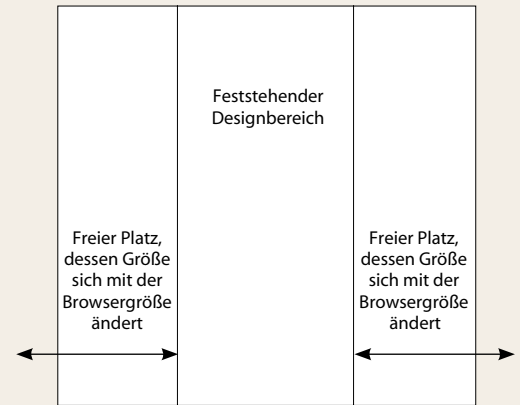 Feststehender
Designbereich
Freier Platz,
dessen Größe
sich mit der
Browsergröße
ändert
Freier Platz,
dessen Größe
sich mit der
Browsergröße
ändert